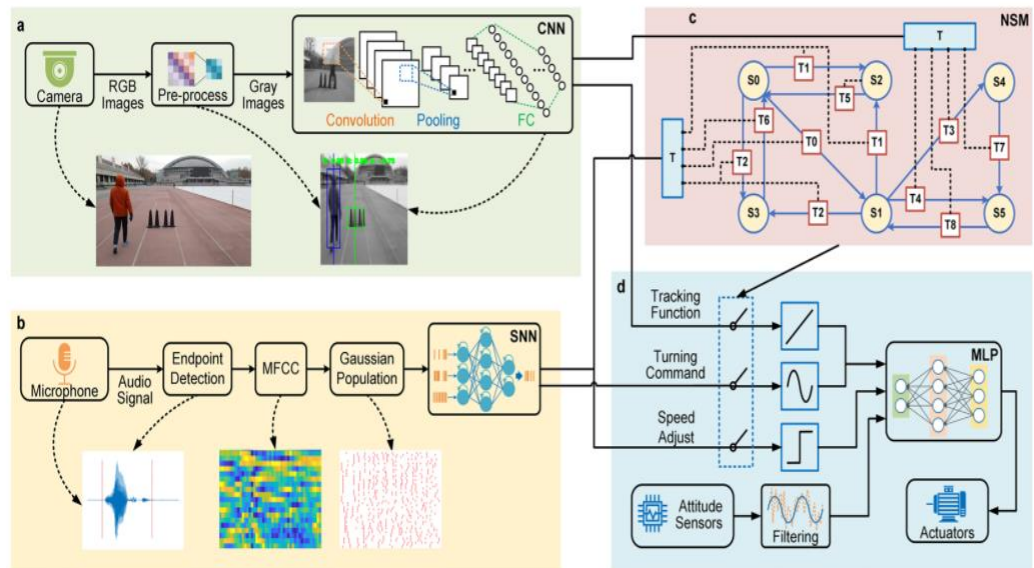 a
CNN
Camera
RGB
Images
Pre-process
Gray
Images
Convolution
Pooling
FC
b
SNN
Microphone
Audio
Signal
Endpoint
Detection
MFCC
Gaussian
Population
c
NSM
T
T
S0
T1
S2
S4
T5
T6
T0
T3
T2
T1
T7
S3
T2
S1
T4
S5
T8
d
Tracking
Function
Turning
Command
Speed
Adjust
MLP
Attitude
Sensors
Filtering
Actuators